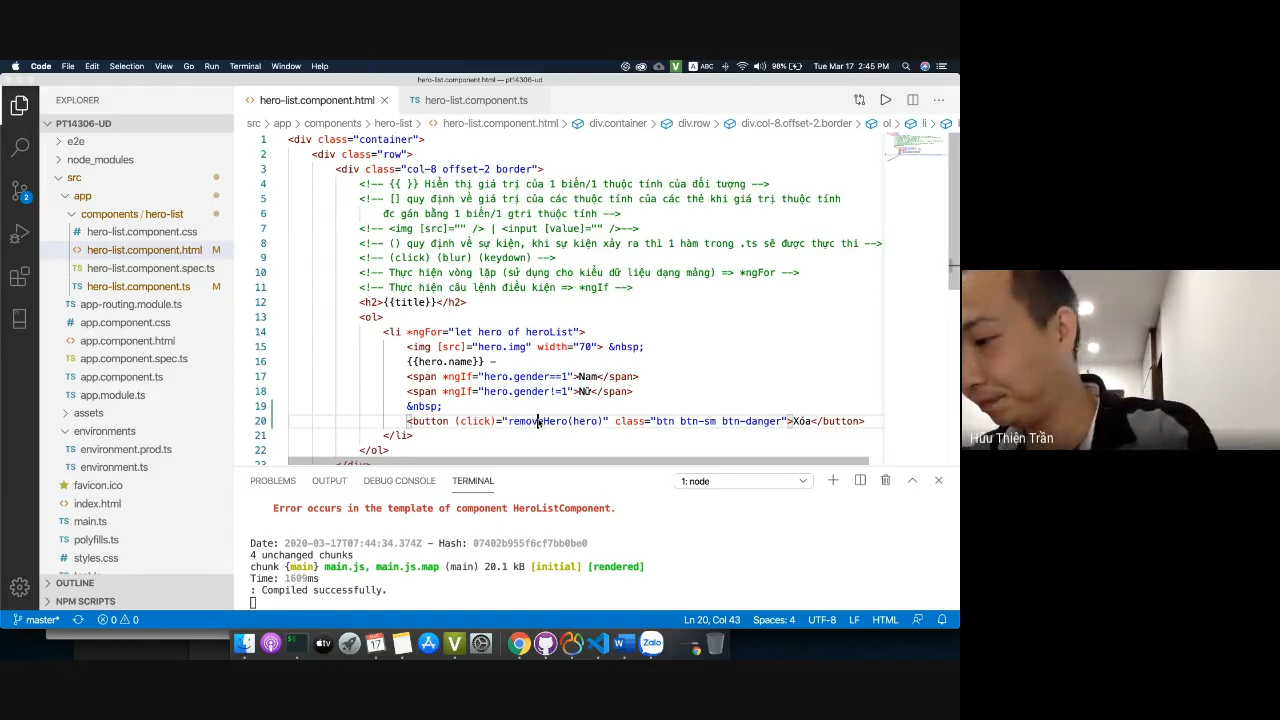 Code File Edit Selection View Go Run Terminal Window Help
V A ABC 98% Tue Mar 17 2:45 PM
hero-list.component.html — pt14306-ud
EXPLORER
PT14306-UD
e2e
node_modules
src
app
components / hero-list
hero-list.component.css
hero-list.component.html M
hero-list.component.spec.ts
hero-list.component.ts M
app-routing.module.ts
app.component.css
app.component.html
app.component.spec.ts
app.component.ts
app.module.ts
assets
environments
environment.prod.ts
environment.ts
favicon.ico
index.html
main.ts
polyfills.ts
styles.css
OUTLINE
NPM SCRIPTS
2
hero-list.component.html
TS hero-list.component.ts
src > app > components > hero-list > hero-list.component.html > div.container > div.row > div.col-8.offset-2.border > ol > li >
1 <div class="container">
2 <div class="row">
3 <div class="col-8 offset-2 border">
4 <!-- {{ }} Hiển thị giá trị của 1 biến/1 thuộc tính của đối tượng -->
5 <!-- [] quy định về giá trị của các thuộc tính của các thẻ khi giá trị thuộc tính
6 đc gán bằng 1 biến/1 gtri thuộc tính -->
7 <!-- <img [src]="" /> | <input [value]="" />-->
8 <!-- () quy định về sự kiện, khi sự kiện xảy ra thì 1 hàm trong .ts sẽ được thực thi -->
9 <!-- (click) (blur) (keydown) -->
10 <!-- Thực hiện vòng lặp (sử dụng cho kiểu dữ liệu dạng mảng) => *ngFor -->
11 <!-- Thực hiện câu lệnh điều kiện => *ngIf -->
12 <h2>{{title}}</h2>
13 <ol>
14 <li *ngFor="let hero of heroList">
15 <img [src]="hero.img" width="70"> &nbsp;
16 {{hero.name}} -
17 <span *ngIf="hero.gender==1">Nam</span>
18 <span *ngIf="hero.gender!=1">Nữ</span>
19 &nbsp;
20 <button (click)="removeHero(hero)" class="btn btn-sm btn-danger">Xóa</button>
21 </li>
22 </ol>
23 </div>
PROBLEMS OUTPUT DEBUG CONSOLE TERMINAL
1: node
Error occurs in the template of component HeroListComponent.
Date: 2020-03-17T07:44:34.374Z - Hash: 07402b955f6cf7bb0be0
4 unchanged chunks
chunk {main} main.js, main.js.map (main) 20.1 kB [initial] [rendered]
Time: 1609ms
: Compiled successfully.
master* 0 0
Ln 20, Col 43 Spaces: 4 UTF-8 LF HTML
tv 17 V W Zalo
Hữu Thiện Trần